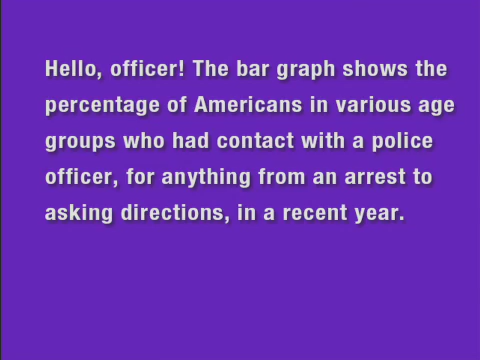 Hello, officer! The bar graph shows the
percentage of Americans in various age
groups who had contact with a police
officer, for anything from an arrest to
asking directions, in a recent year.